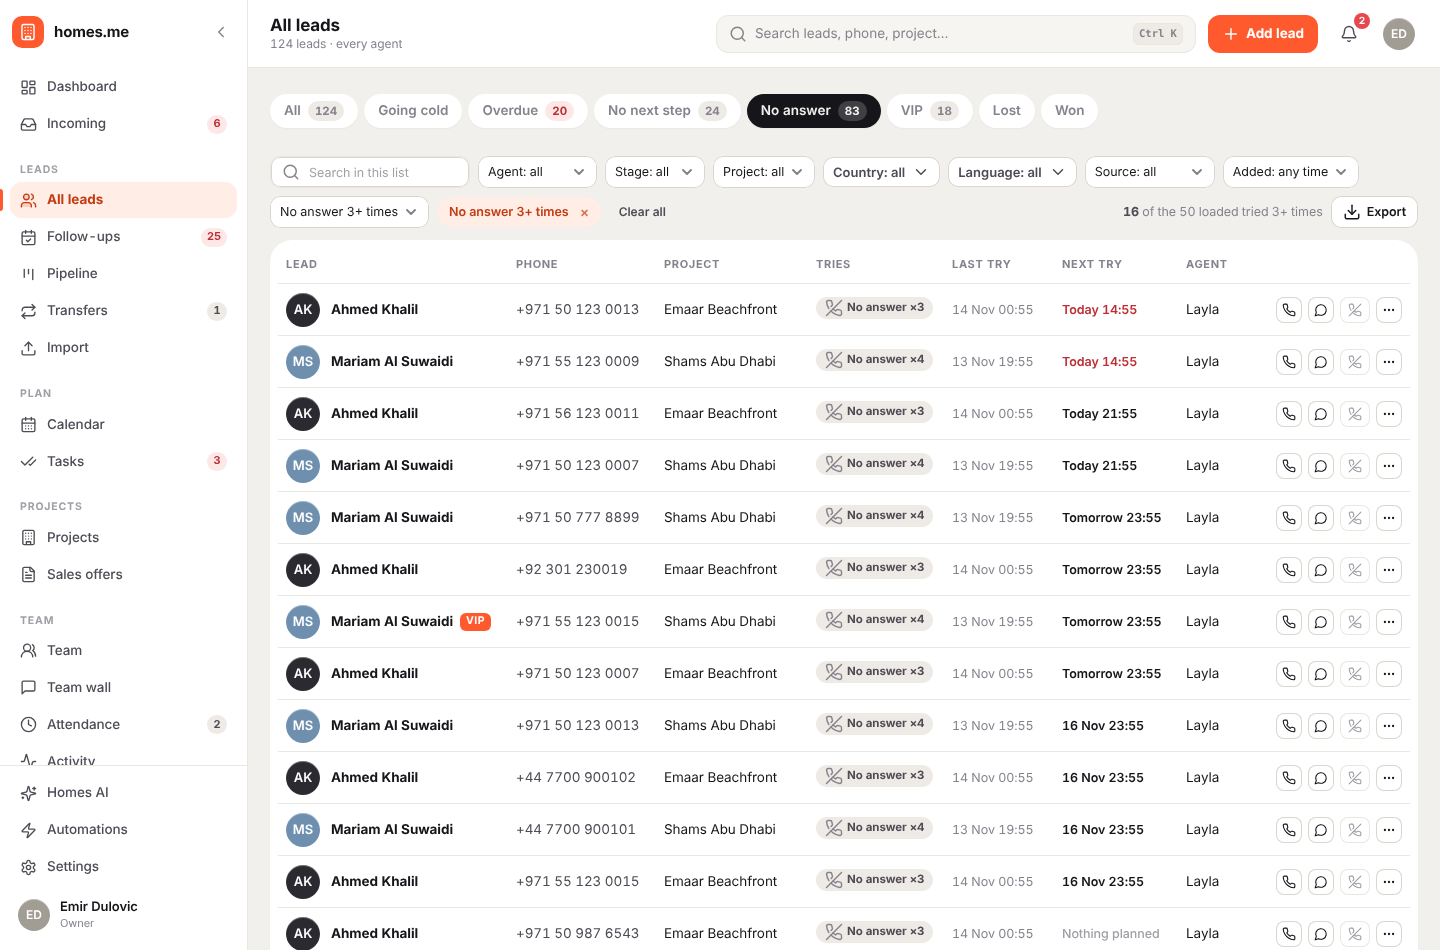 homes.me
Dashboard
Incoming 6
LEADS
All leads
Follow-ups 25
Pipeline
Transfers 1
Import
PLAN
Calendar
Tasks 3
PROJECTS
Projects
Sales offers
TEAM
Team
Team wall
Attendance 2
Activity
Homes AI
Automations
Settings
ED Emir Dulovic
Owner
All leads
124 leads · every agent
Search leads, phone, project... Ctrl K
+ Add lead
2
ED
All 124 Going cold Overdue 20 No next step 24 No answer 83 VIP 18 Lost Won
Search in this list Agent: all Stage: all Project: all Country: all Language: all Source: all Added: any time
No answer 3+ times No answer 3+ times × Clear all 16 of the 50 loaded tried 3+ times Export
LEAD PHONE PROJECT TRIES LAST TRY NEXT TRY AGENT
AK Ahmed Khalil +971 50 123 0013 Emaar Beachfront No answer ×3 14 Nov 00:55 Today 14:55 Layla
MS Mariam Al Suwaidi +971 55 123 0009 Shams Abu Dhabi No answer ×4 13 Nov 19:55 Today 14:55 Layla
AK Ahmed Khalil +971 56 123 0011 Emaar Beachfront No answer ×3 14 Nov 00:55 Today 21:55 Layla
MS Mariam Al Suwaidi +971 50 123 0007 Shams Abu Dhabi No answer ×4 13 Nov 19:55 Today 21:55 Layla
MS Mariam Al Suwaidi +971 50 777 8899 Shams Abu Dhabi No answer ×4 13 Nov 19:55 Tomorrow 23:55 Layla
AK Ahmed Khalil +92 301 230019 Emaar Beachfront No answer ×3 14 Nov 00:55 Tomorrow 23:55 Layla
MS Mariam Al Suwaidi VIP +971 55 123 0015 Shams Abu Dhabi No answer ×4 13 Nov 19:55 Tomorrow 23:55 Layla
AK Ahmed Khalil +971 50 123 0007 Emaar Beachfront No answer ×3 14 Nov 00:55 Tomorrow 23:55 Layla
MS Mariam Al Suwaidi +971 50 123 0013 Shams Abu Dhabi No answer ×4 13 Nov 19:55 16 Nov 23:55 Layla
AK Ahmed Khalil +44 7700 900102 Emaar Beachfront No answer ×3 14 Nov 00:55 16 Nov 23:55 Layla
MS Mariam Al Suwaidi +44 7700 900101 Shams Abu Dhabi No answer ×4 13 Nov 19:55 16 Nov 23:55 Layla
AK Ahmed Khalil +971 55 123 0015 Emaar Beachfront No answer ×3 14 Nov 00:55 16 Nov 23:55 Layla
AK Ahmed Khalil +971 50 987 6543 Emaar Beachfront No answer ×3 14 Nov 00:55 Nothing planned Layla